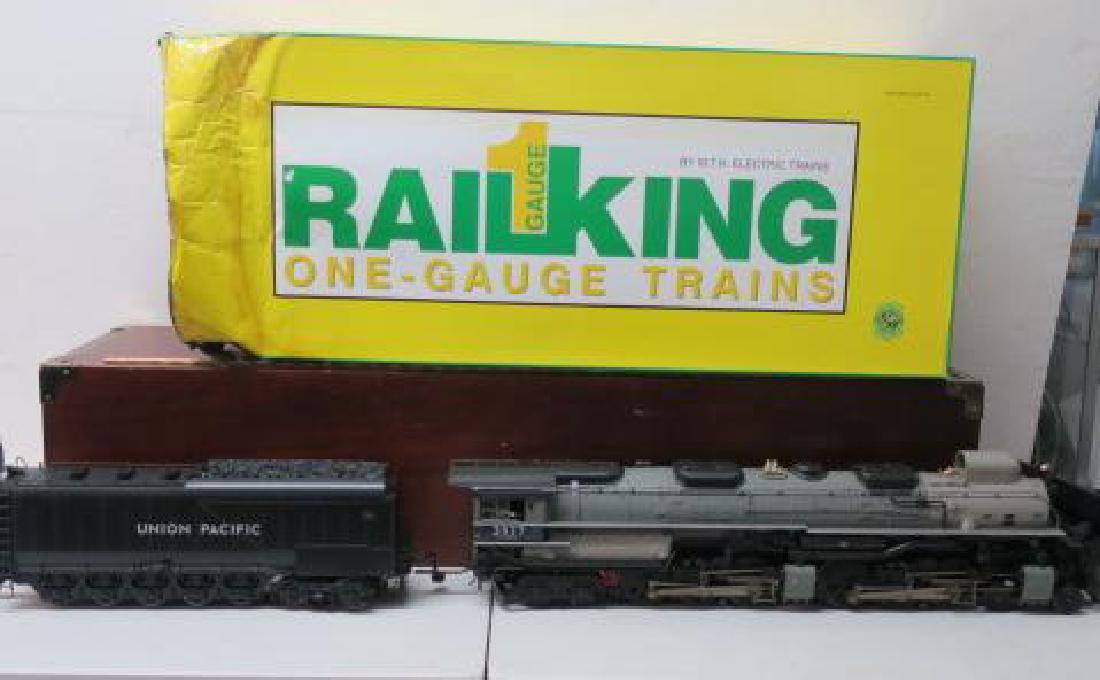 1
GAUGE
RAILKING
BY M.T.H. ELECTRIC TRAINS
ONE-GAUGE TRAINS
UNION PACIFIC